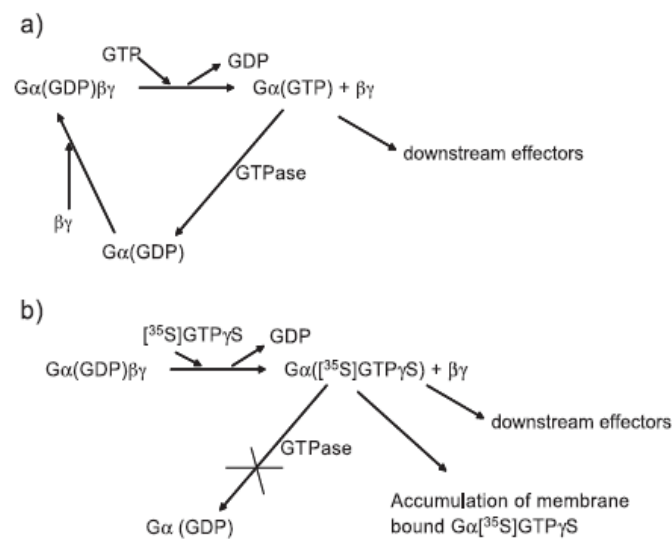 a)
GTP
GDP
Gα(GDP)βγ
Gα(GTP) + βγ
downstream effectors
GTPase
βγ
Gα(GDP)
b)
[³⁵S]GTPγS
GDP
Gα(GDP)βγ
Gα([³⁵S]GTPγS) + βγ
downstream effectors
GTPase
Gα (GDP)
Accumulation of membrane
bound Gα[³⁵S]GTPγS